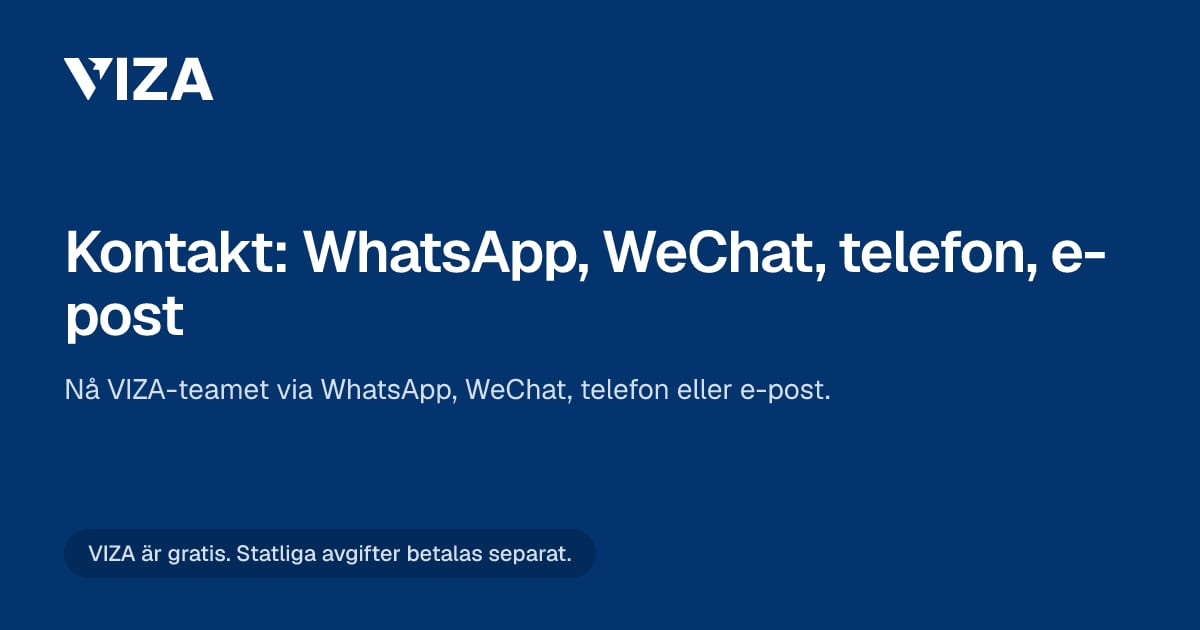 VIZA
Kontakt: WhatsApp, WeChat, telefon, e-
post
Nå VIZA-teamet via WhatsApp, WeChat, telefon eller e-post.
VIZA är gratis. Statliga avgifter betalas separat.